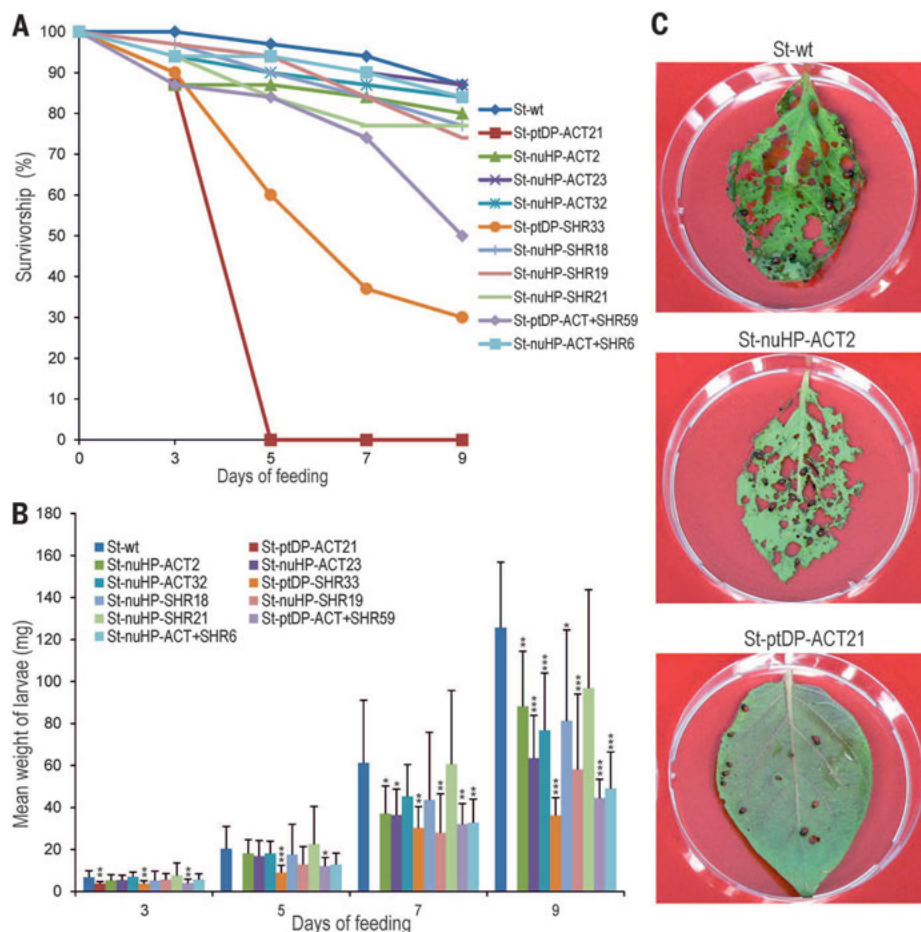 A
Survivorship (%)
100
90
80
70
60
50
40
30
20
10
0
0 3 5 7 9
Days of feeding
St-wt
St-ptDP-ACT21
St-nuHP-ACT2
St-nuHP-ACT23
St-nuHP-ACT32
St-ptDP-SHR33
St-nuHP-SHR18
St-nuHP-SHR19
St-nuHP-SHR21
St-ptDP-ACT+SHR59
St-nuHP-ACT+SHR6
B
Mean weight of larvae (mg)
180
160
140
120
100
80
60
40
20
0
St-wt St-ptDP-ACT21
St-nuHP-ACT2 St-nuHP-ACT23
St-nuHP-ACT32 St-ptDP-SHR33
St-nuHP-SHR18 St-nuHP-SHR19
St-nuHP-SHR21 St-ptDP-ACT+SHR59
St-nuHP-ACT+SHR6
** * **
*** *
* * ** ** ** **
** *** *** *** * *** *** ***
3 5 7 9
Days of feeding
C
St-wt
St-nuHP-ACT2
St-ptDP-ACT21